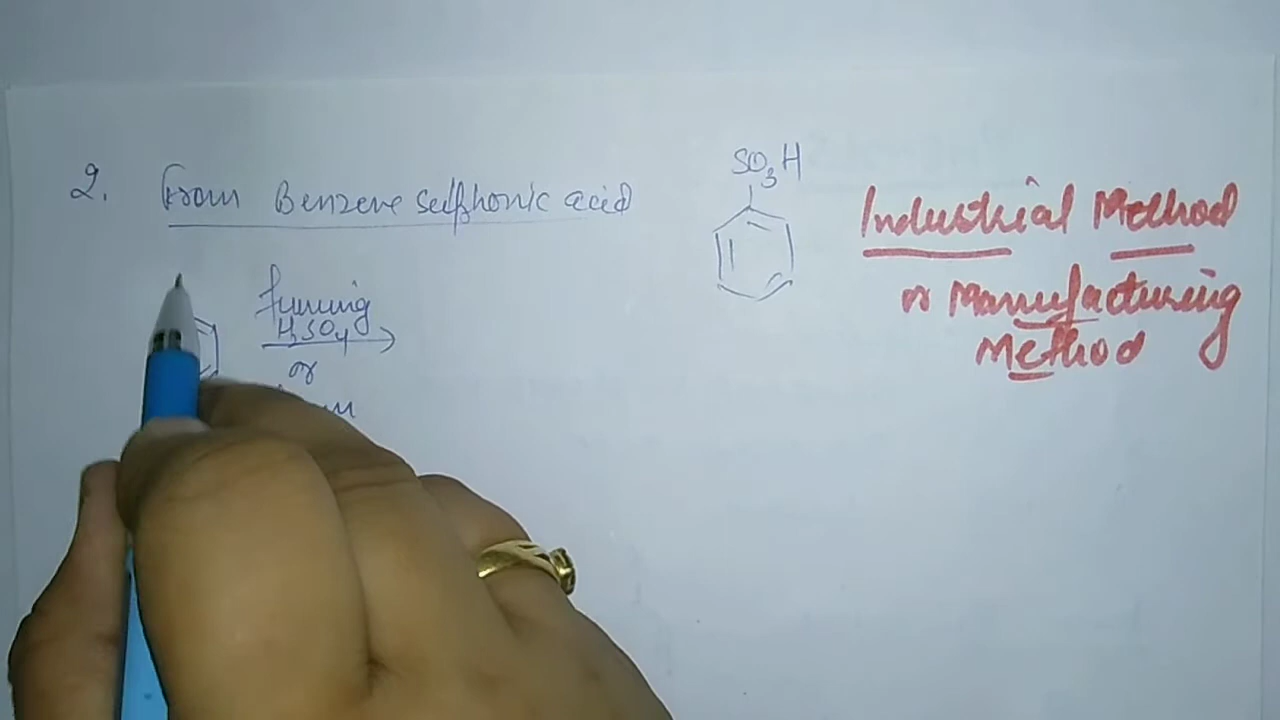 2. From Benzene sulphonic acid
SO3H
Industrial Method
or Manufacturing
Method
fuming
H2SO4
or